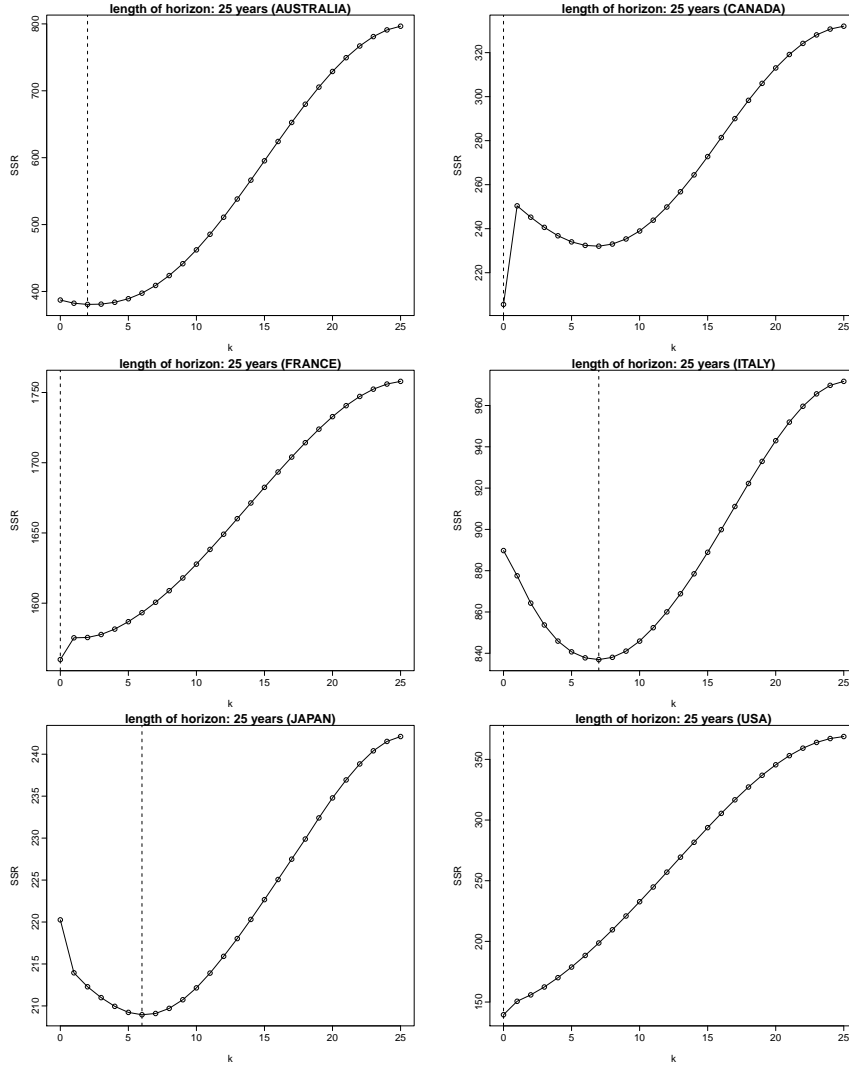 length of horizon: 25 years (AUSTRALIA)
SSR
800
700
600
500
400
0 5 10 15 20 25
k
length of horizon: 25 years (CANADA)
SSR
320
300
280
260
240
220
0 5 10 15 20 25
k
length of horizon: 25 years (FRANCE)
SSR
1750
1700
1650
1600
0 5 10 15 20 25
k
length of horizon: 25 years (ITALY)
SSR
960
940
920
900
880
860
840
0 5 10 15 20 25
k
length of horizon: 25 years (JAPAN)
SSR
240
235
230
225
220
215
210
0 5 10 15 20 25
k
length of horizon: 25 years (USA)
SSR
350
300
250
200
150
0 5 10 15 20 25
k